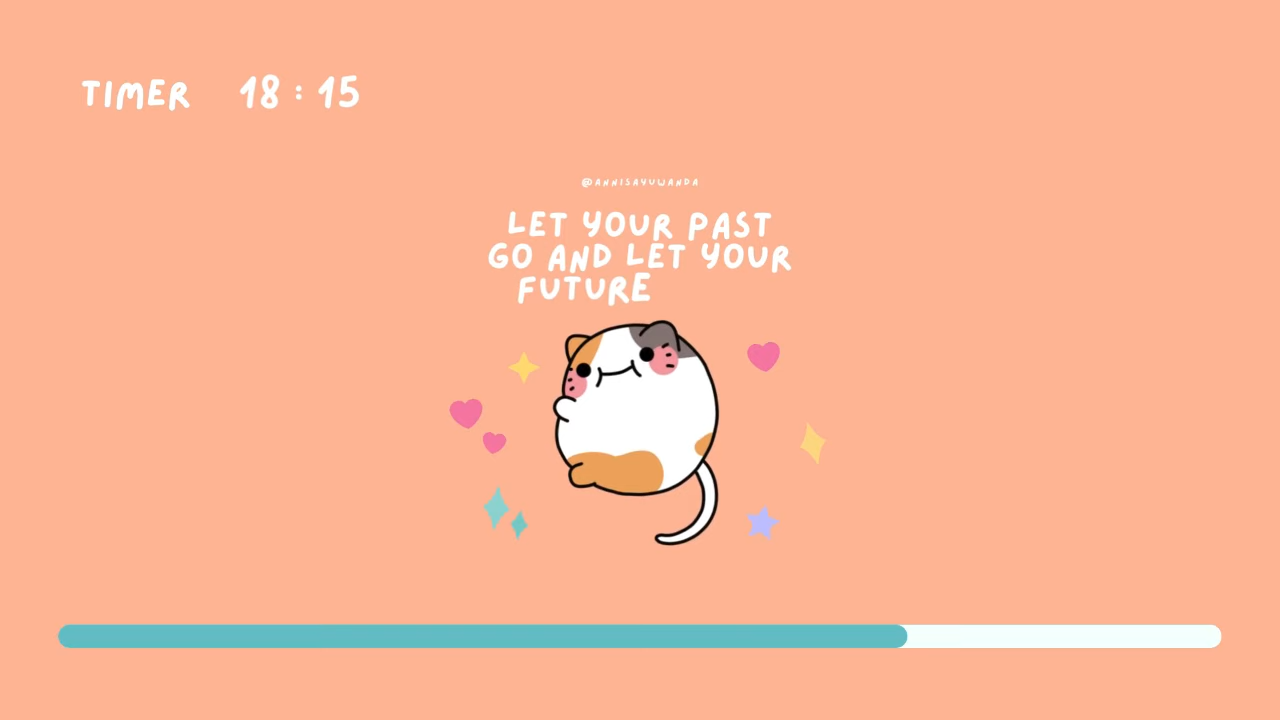 TIMER 18 : 15
@ANNISAYUWANDA
LET YOUR PAST
GO AND LET YOUR
FUTURE